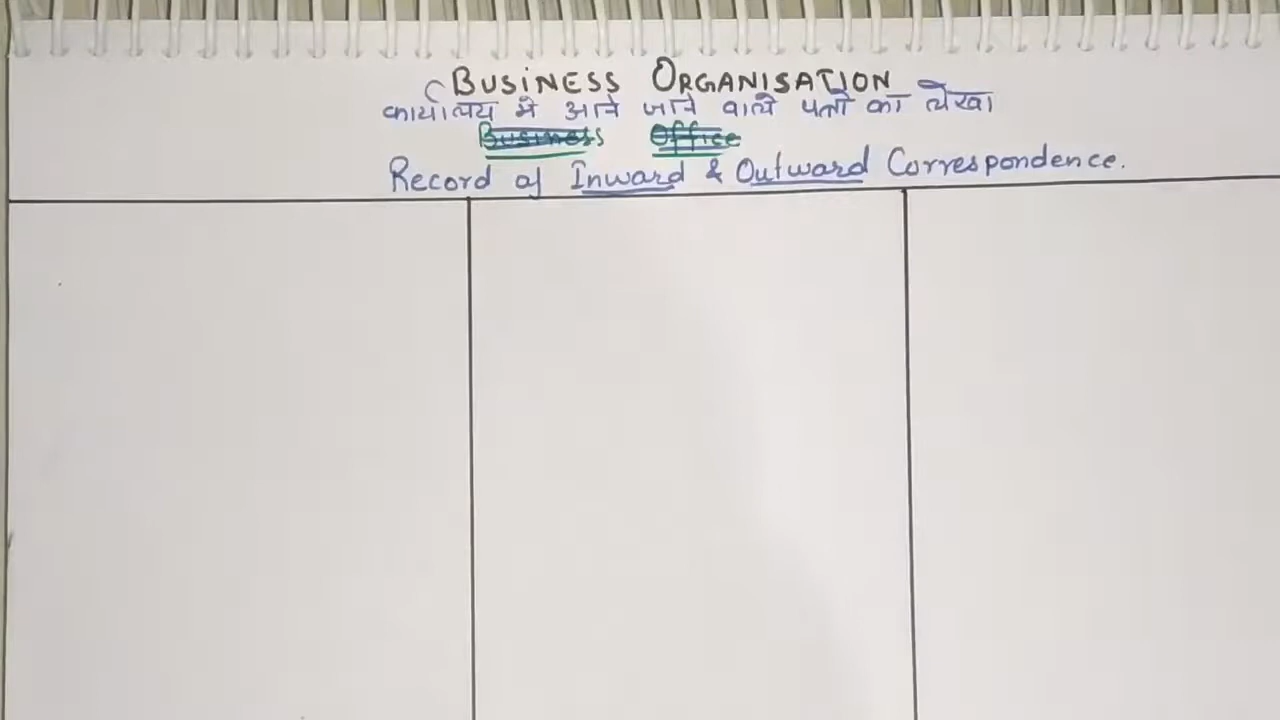 BUSINESS ORGANISATION
कार्यालय मे आने जाने वाले पत्रो का लेखा
Business Office
Record of Inward & Outward Correspondence.